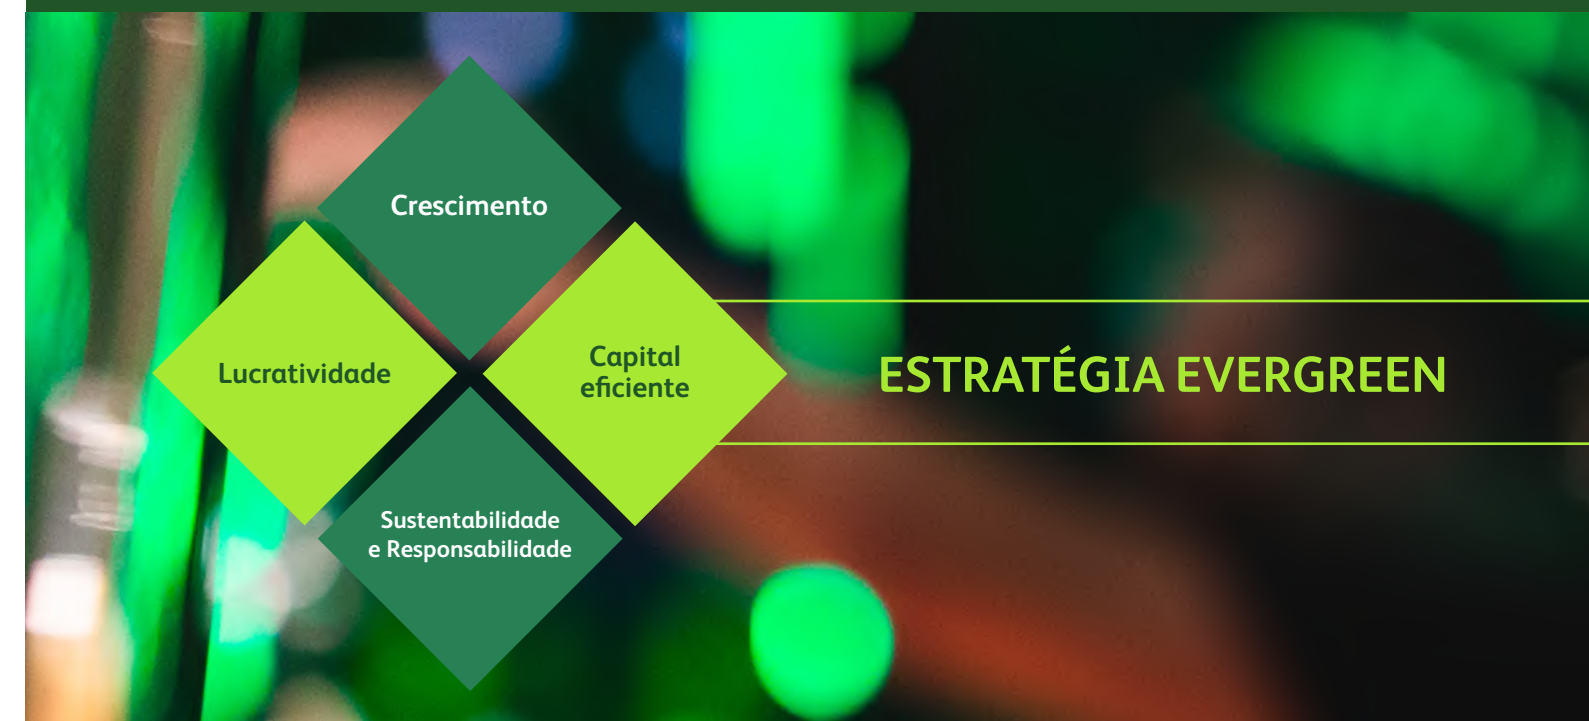 Crescimento
Lucratividade
Capital
eficiente
ESTRATÉGIA EVERGREEN
Sustentabilidade
e Responsabilidade